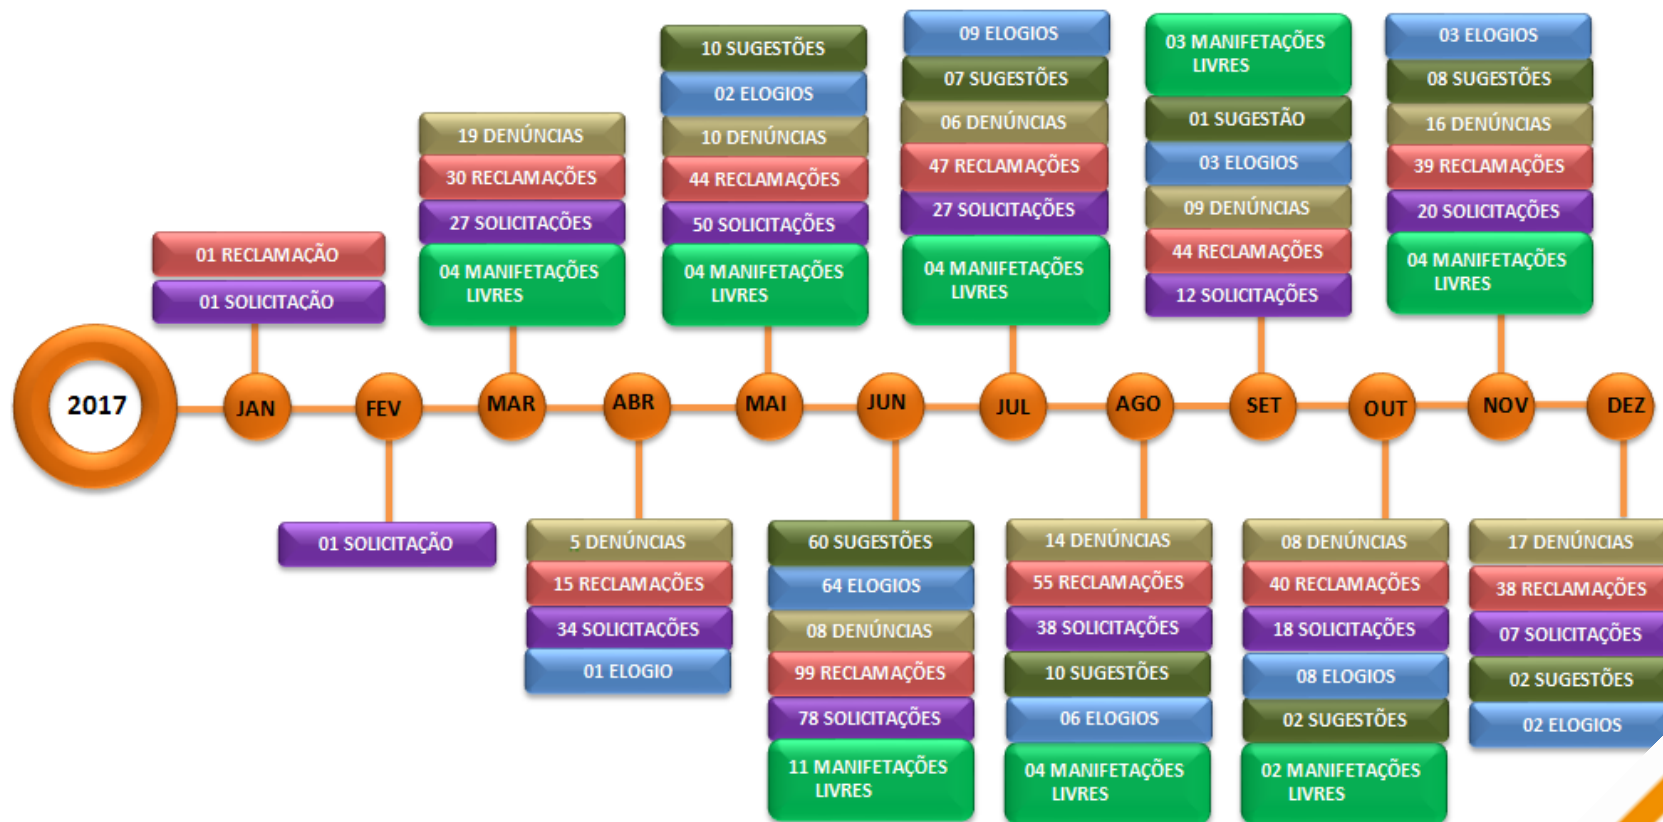 10 SUGESTÕES
02 ELOGIOS
10 DENÚNCIAS
44 RECLAMAÇÕES
50 SOLICITAÇÕES
04 MANIFETAÇÕES
LIVRES
09 ELOGIOS
07 SUGESTÕES
06 DENÚNCIAS
47 RECLAMAÇÕES
27 SOLICITAÇÕES
04 MANIFETAÇÕES
LIVRES
03 MANIFETAÇÕES
LIVRES
01 SUGESTÃO
03 ELOGIOS
09 DENÚNCIAS
44 RECLAMAÇÕES
12 SOLICITAÇÕES
03 ELOGIOS
08 SUGESTÕES
16 DENÚNCIAS
39 RECLAMAÇÕES
20 SOLICITAÇÕES
04 MANIFETAÇÕES
LIVRES
19 DENÚNCIAS
30 RECLAMAÇÕES
27 SOLICITAÇÕES
04 MANIFETAÇÕES
LIVRES
01 RECLAMAÇÃO
01 SOLICITAÇÃO
2017
JAN
FEV
MAR
ABR
MAI
JUN
JUL
AGO
SET
OUT
NOV
DEZ
01 SOLICITAÇÃO
5 DENÚNCIAS
15 RECLAMAÇÕES
34 SOLICITAÇÕES
01 ELOGIO
60 SUGESTÕES
64 ELOGIOS
08 DENÚNCIAS
99 RECLAMAÇÕES
78 SOLICITAÇÕES
11 MANIFETAÇÕES
LIVRES
14 DENÚNCIAS
55 RECLAMAÇÕES
38 SOLICITAÇÕES
10 SUGESTÕES
06 ELOGIOS
04 MANIFETAÇÕES
LIVRES
08 DENÚNCIAS
40 RECLAMAÇÕES
18 SOLICITAÇÕES
08 ELOGIOS
02 SUGESTÕES
02 MANIFETAÇÕES
LIVRES
17 DENÚNCIAS
38 RECLAMAÇÕES
07 SOLICITAÇÕES
02 SUGESTÕES
02 ELOGIOS